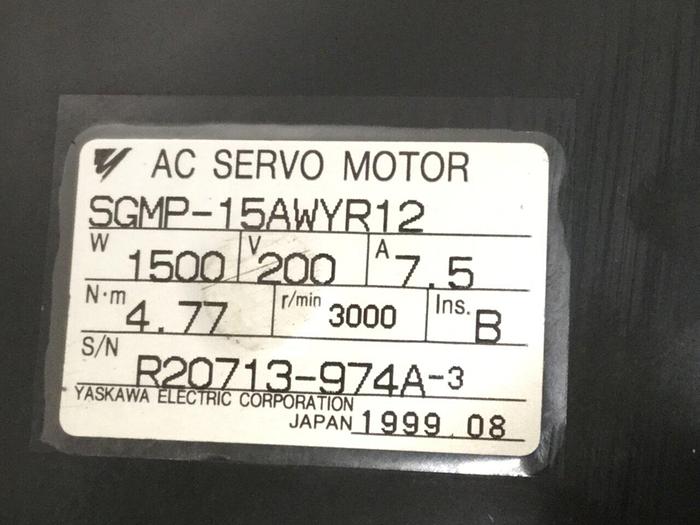 AC SERVO MOTOR
SGMP-15AWYR12
W 1500 V 200 A 7.5
N·m 4.77 r/min 3000 Ins. B
S/N R20713-974A-3
YASKAWA ELECTRIC CORPORATION
JAPAN 1999.08